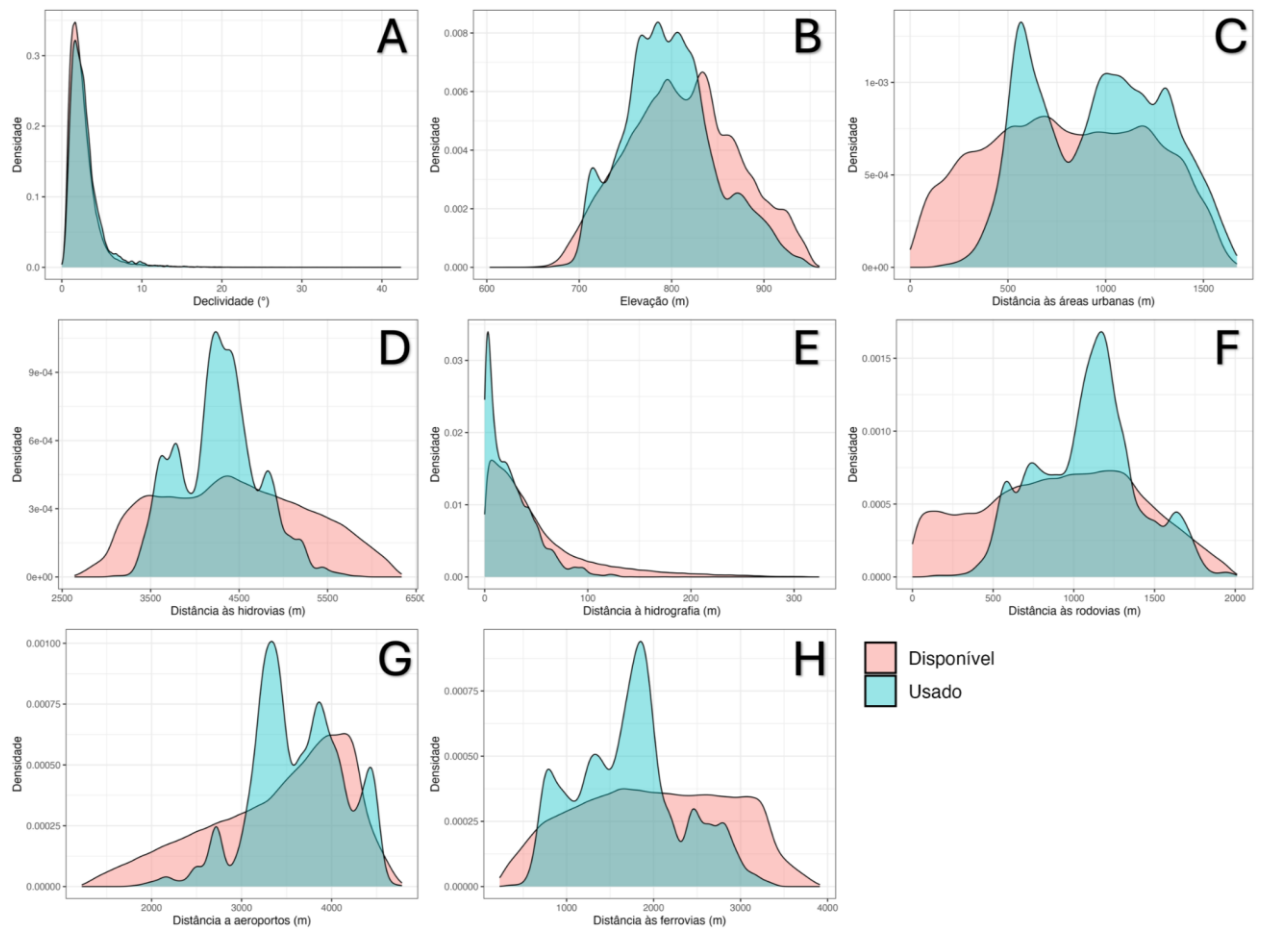 A
Densidade
0.3
0.2
0.1
0.0
0
10
20
30
40
Declividade (°)
B
Densidade
0.008
0.006
0.004
0.002
0.000
600
700
800
900
Elevação (m)
C
Densidade
1e-03
5e-04
0e+00
0
500
1000
1500
Distância às áreas urbanas (m)
D
Densidade
9e-04
6e-04
3e-04
0e+00
2500
3500
4500
5500
6500
Distância às hidrovias (m)
E
Densidade
0.03
0.02
0.01
0.00
0
100
200
300
Distância à hidrografia (m)
F
Densidade
0.0015
0.0010
0.0005
0.0000
0
500
1000
1500
2000
Distância às rodovias (m)
G
Densidade
0.00100
0.00075
0.00050
0.00025
0.00000
2000
3000
4000
Distância a aeroportos (m)
H
Densidade
0.00075
0.00050
0.00025
0.00000
1000
2000
3000
4000
Distância às ferrovias (m)
Disponível
Usado